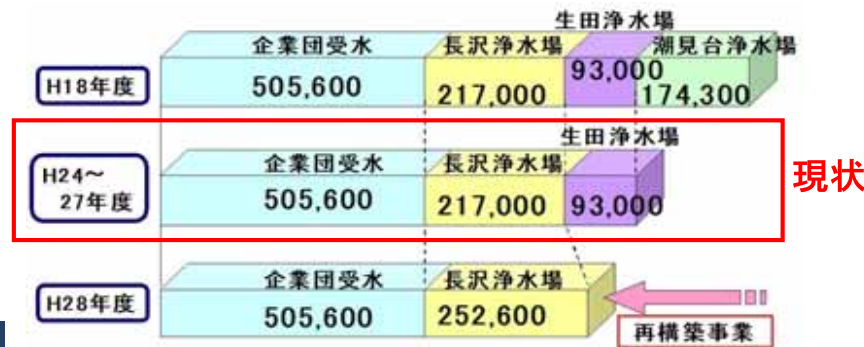 生田浄水場
企業団受水 長沢浄水場 潮見台浄水場
H18年度 505,600 217,000 93,000 174,300
生田浄水場
企業団受水 長沢浄水場
H24～
27年度
505,600 217,000 93,000
現状
企業団受水 長沢浄水場
H28年度 505,600 252,600
再構築事業